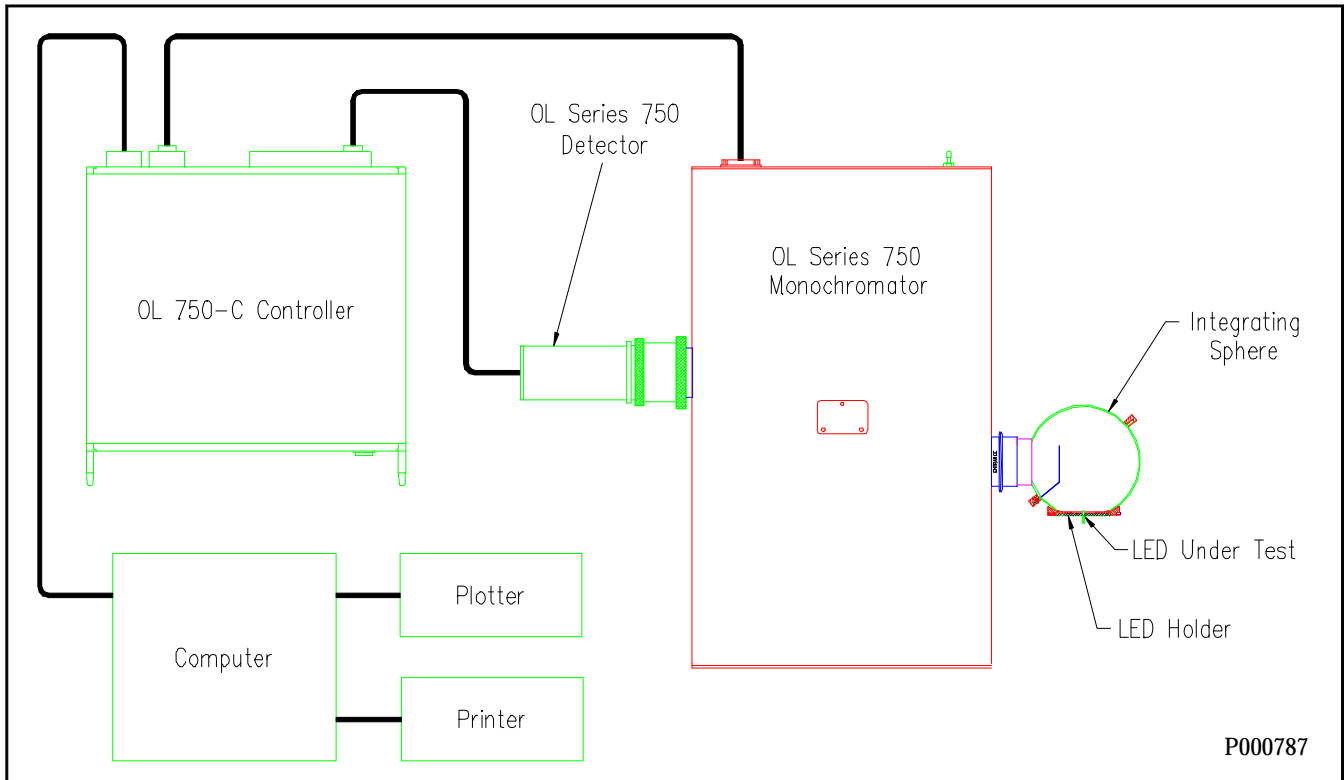 OL Series 750
Detector
OL 750-C Controller
OL Series 750
Monochromator
Integrating
Sphere
ENTRANCE
LED Under Test
LED Holder
Computer
Plotter
Printer
P000787